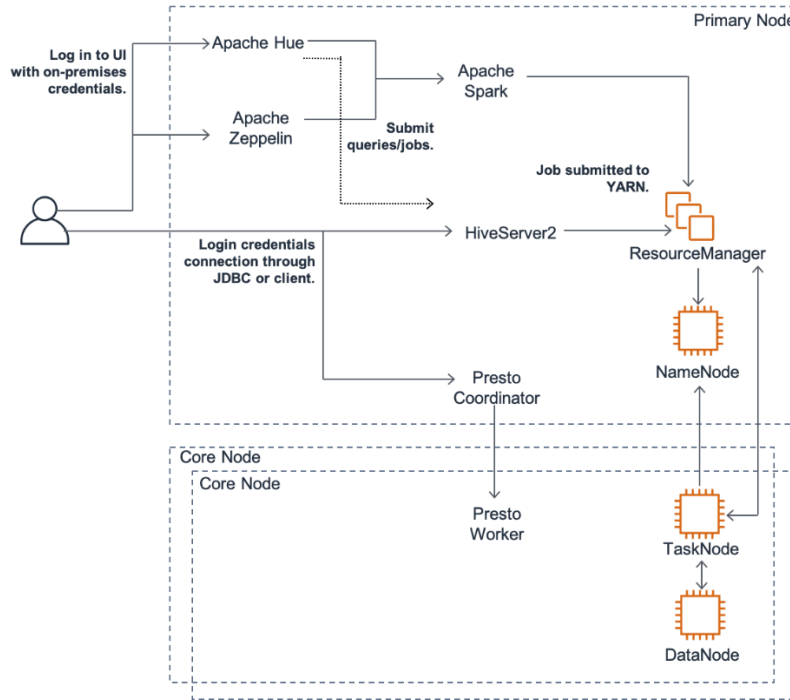 Primary Node
Log in to UI
with on-premises
credentials.
Apache Hue
Apache
Spark
Apache
Zeppelin
Submit
queries/jobs.
Job submitted to
YARN.
HiveServer2
Login credentials
connection through
JDBC or client.
ResourceManager
NameNode
Presto
Coordinator
Core Node
Core Node
Presto
Worker
TaskNode
DataNode